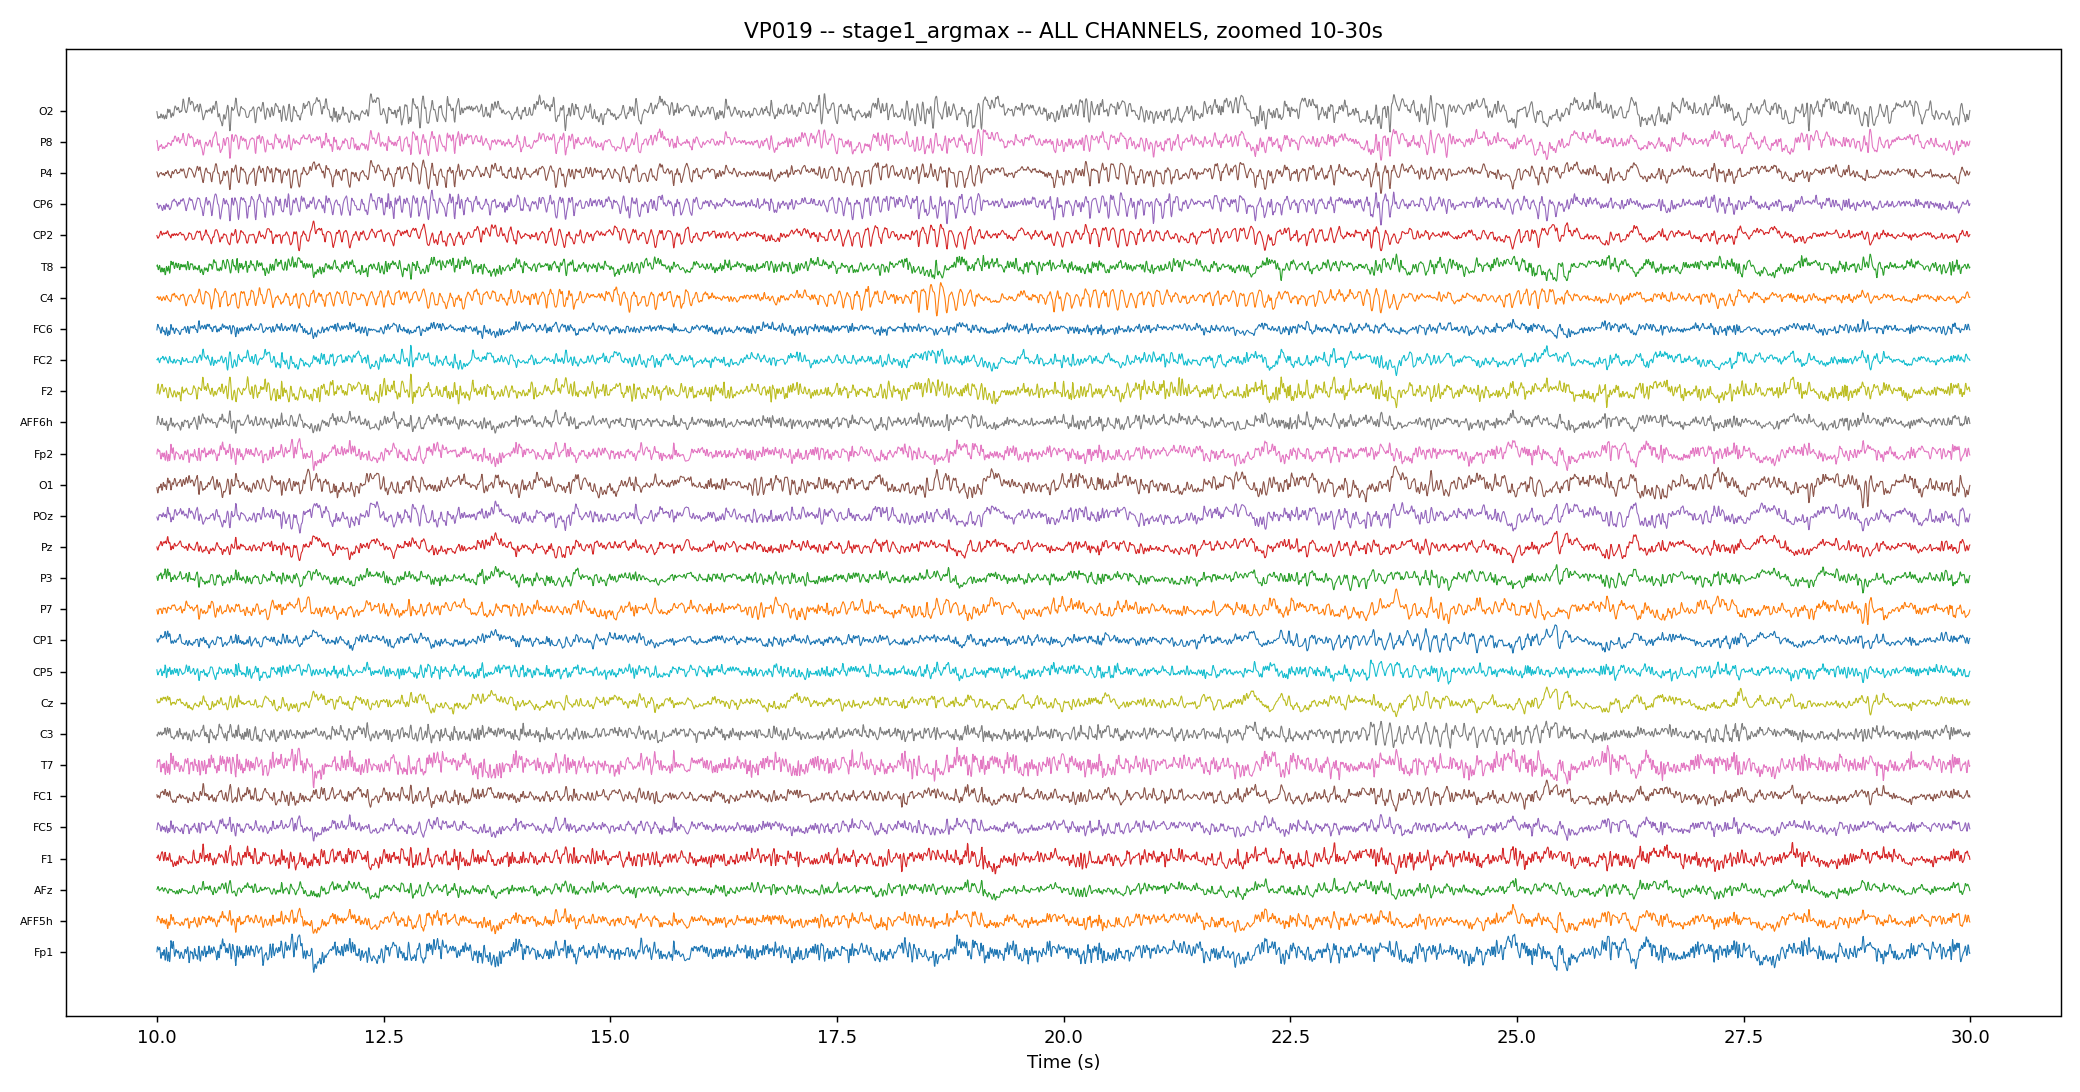 VP019 -- stage1_argmax -- ALL CHANNELS, zoomed 10-30s
O2
P8
P4
CP6
CP2
T8
C4
FC6
FC2
F2
AFF6h
Fp2
O1
POz
Pz
P3
P7
CP1
CP5
Cz
C3
T7
FC1
FC5
F1
AFz
AFF5h
Fp1
10.0 12.5 15.0 17.5 20.0 22.5 25.0 27.5 30.0
Time (s)